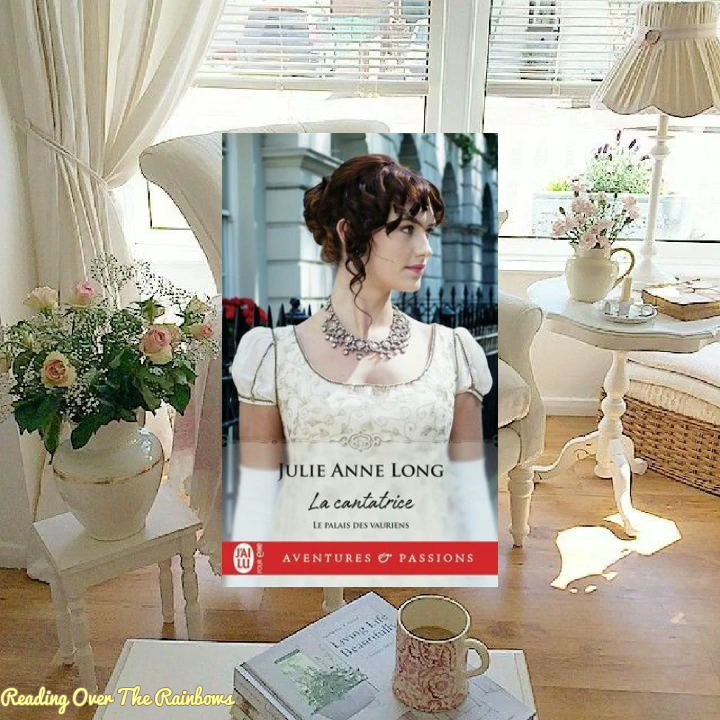 JULIE ANNE LONG
La cantatrice
LE PALAIS DES VAURIENS
J'AI
LU
POUR ELLE
AVENTURES & PASSIONS
Living Life
Beautifully
Reading Over The Rainbows